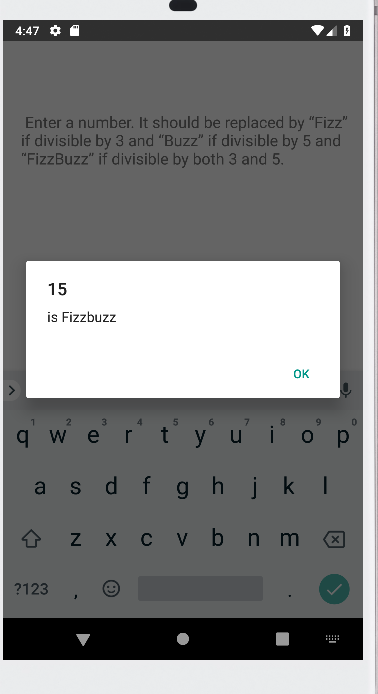 4:47
Enter a number. It should be replaced by “Fizz”
if divisible by 3 and “Buzz” if divisible by 5 and
“FizzBuzz” if divisible by both 3 and 5.
15
is Fizzbuzz
OK
1 2 3 4 5 6 7 8 9 0
q w e r t y u i o p
a s d f g h j k l
z x c v b n m
?123 , .